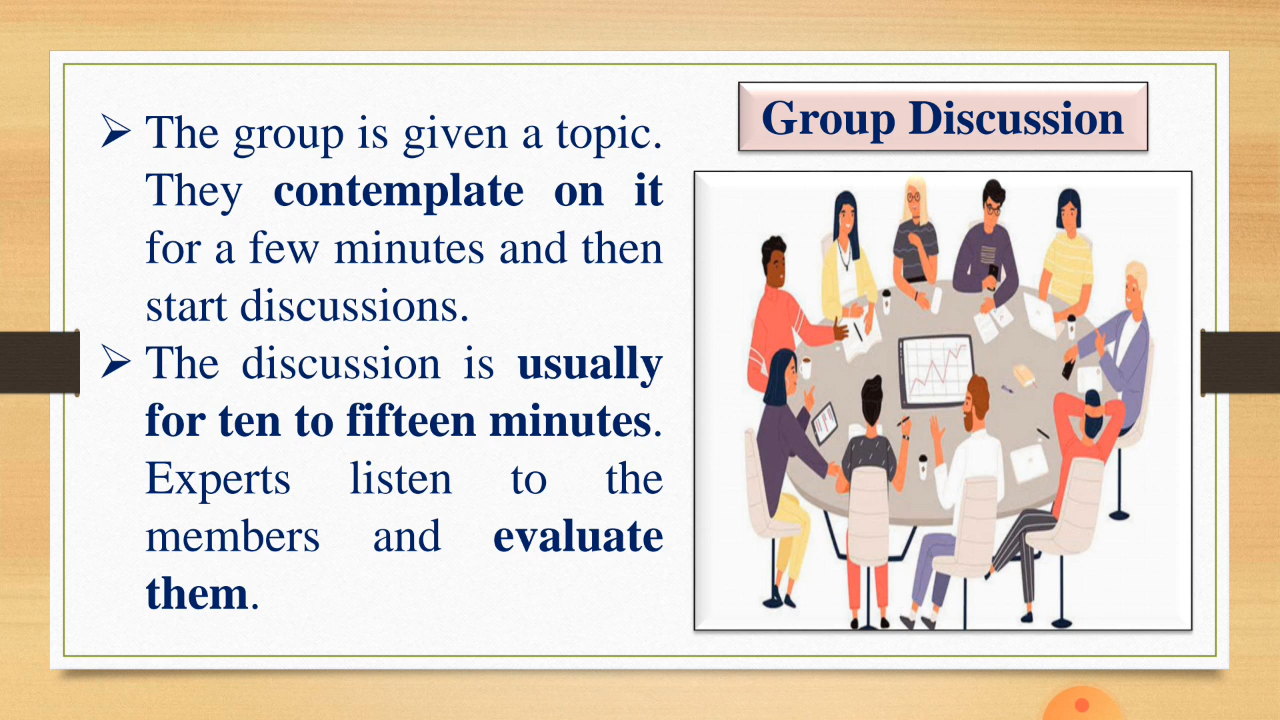 Group Discussion
➢ The group is given a topic.
They contemplate on it
for a few minutes and then
start discussions.
➢ The discussion is usually
for ten to fifteen minutes.
Experts listen to the
members and evaluate
them.